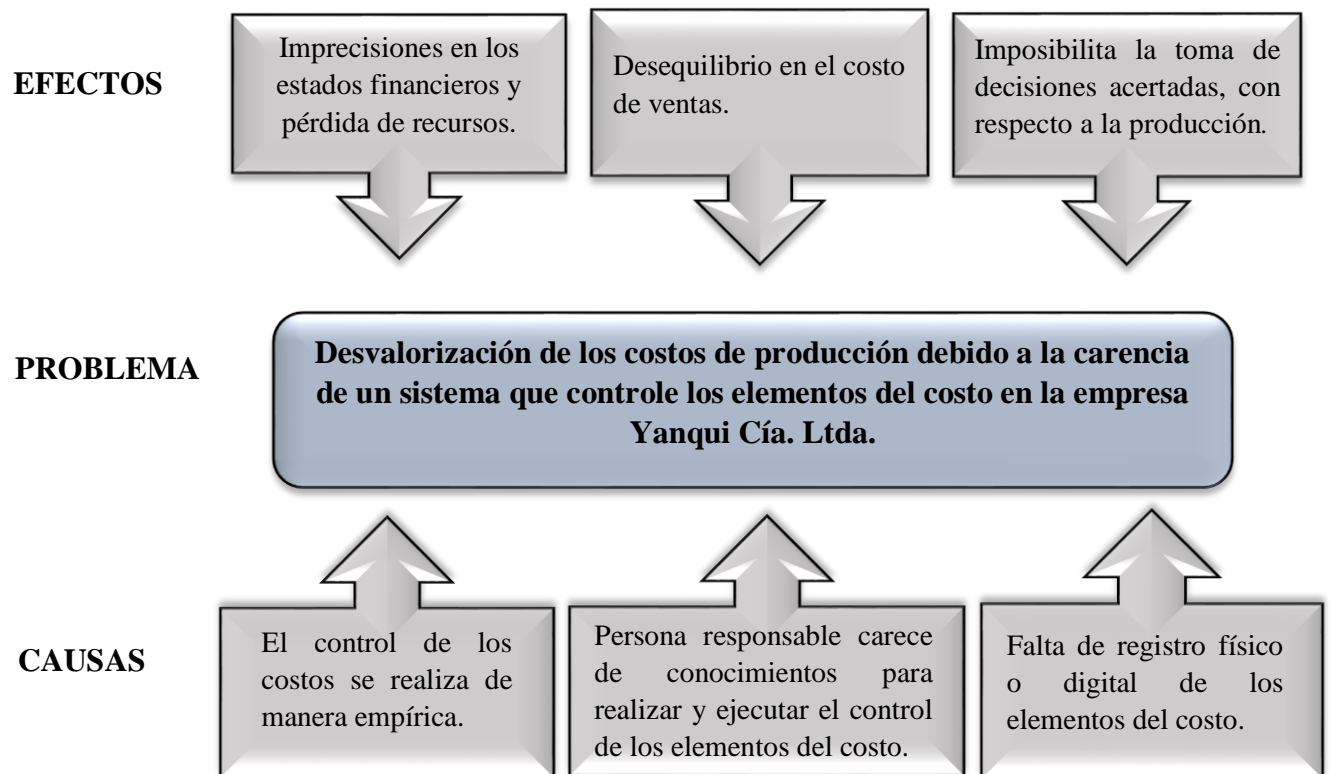 EFECTOS
Imprecisiones en los
estados financieros y
pérdida de recursos.
Desequilibrio en el costo
de ventas.
Imposibilita la toma de
decisiones acertadas, con
respecto a la producción.
PROBLEMA
Desvalorización de los costos de producción debido a la carencia
de un sistema que controle los elementos del costo en la empresa
Yanqui Cía. Ltda.
CAUSAS
El control de los
costos se realiza de
manera empírica.
Persona responsable carece
de conocimientos para
realizar y ejecutar el control
de los elementos del costo.
Falta de registro físico
o digital de los
elementos del costo.